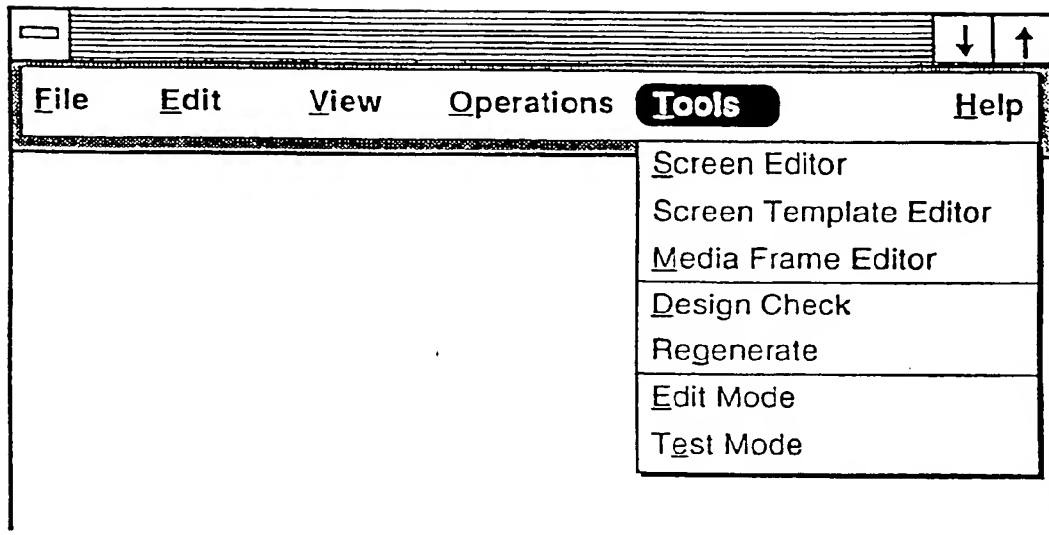 File Edit View Operations Tools Help
Screen Editor
Screen Template Editor
Media Frame Editor
Design Check
Regenerate
Edit Mode
Test Mode